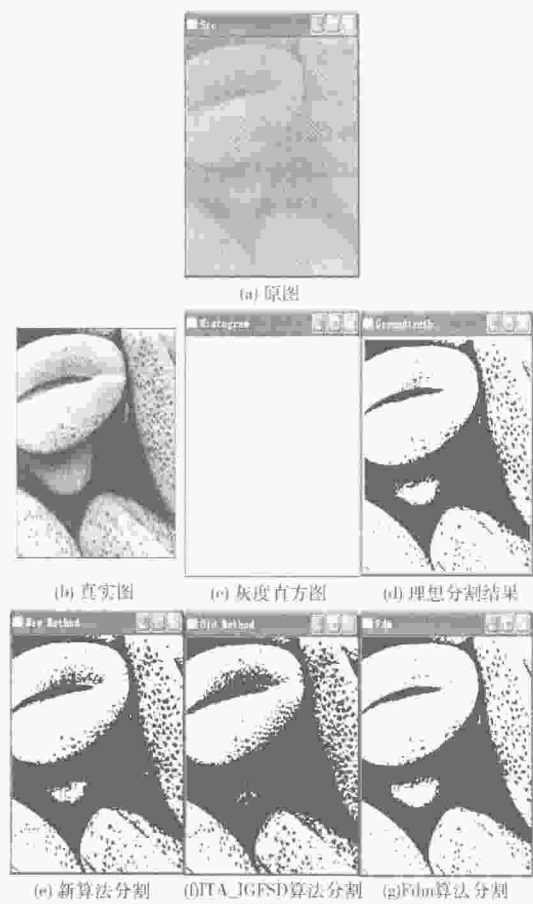 Src
(a) 原图
Histogram
Groundtruth
(b) 真实图
(c) 灰度直方图
(d) 理想分割结果
New Method
Old Method
Fdm
(e) 新算法分割
(f)ITA_IGFSD算法分割
(g)Fdm算法分割